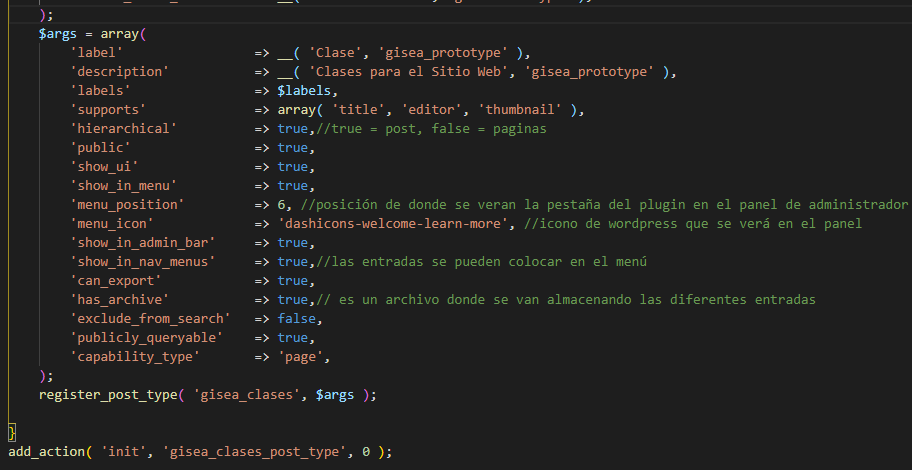 );
$args = array(
'label' => __( 'Clase', 'gisea_prototype' ),
'description' => __( 'Clases para el Sitio Web', 'gisea_prototype' ),
'labels' => $labels,
'supports' => array( 'title', 'editor', 'thumbnail' ),
'hierarchical' => true,//true = post, false = paginas
'public' => true,
'show_ui' => true,
'show_in_menu' => true,
'menu_position' => 6, //posición de donde se veran la pestaña del plugin en el panel de administrador
'menu_icon' => 'dashicons-welcome-learn-more', //icono de wordpress que se verá en el panel
'show_in_admin_bar' => true,
'show_in_nav_menus' => true,//las entradas se pueden colocar en el menú
'can_export' => true,
'has_archive' => true,// es un archivo donde se van almacenando las diferentes entradas
'exclude_from_search' => false,
'publicly_queryable' => true,
'capability_type' => 'page',
);
register_post_type( 'gisea_clases', $args );
}
add_action( 'init', 'gisea_clases_post_type', 0 );